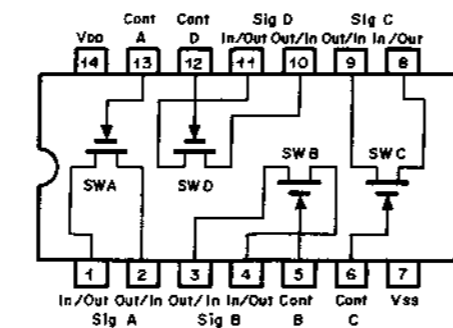 Cont Cont Sig D Sig C
VDD A D In/Out Out/In Out/In In/Out
14 13 12 11 10 9 8
SWA SWD SWB SWC
1 2 3 4 5 6 7
In/Out Out/In Out/In In/Out Cont Cont VSS
Sig A Sig B B C